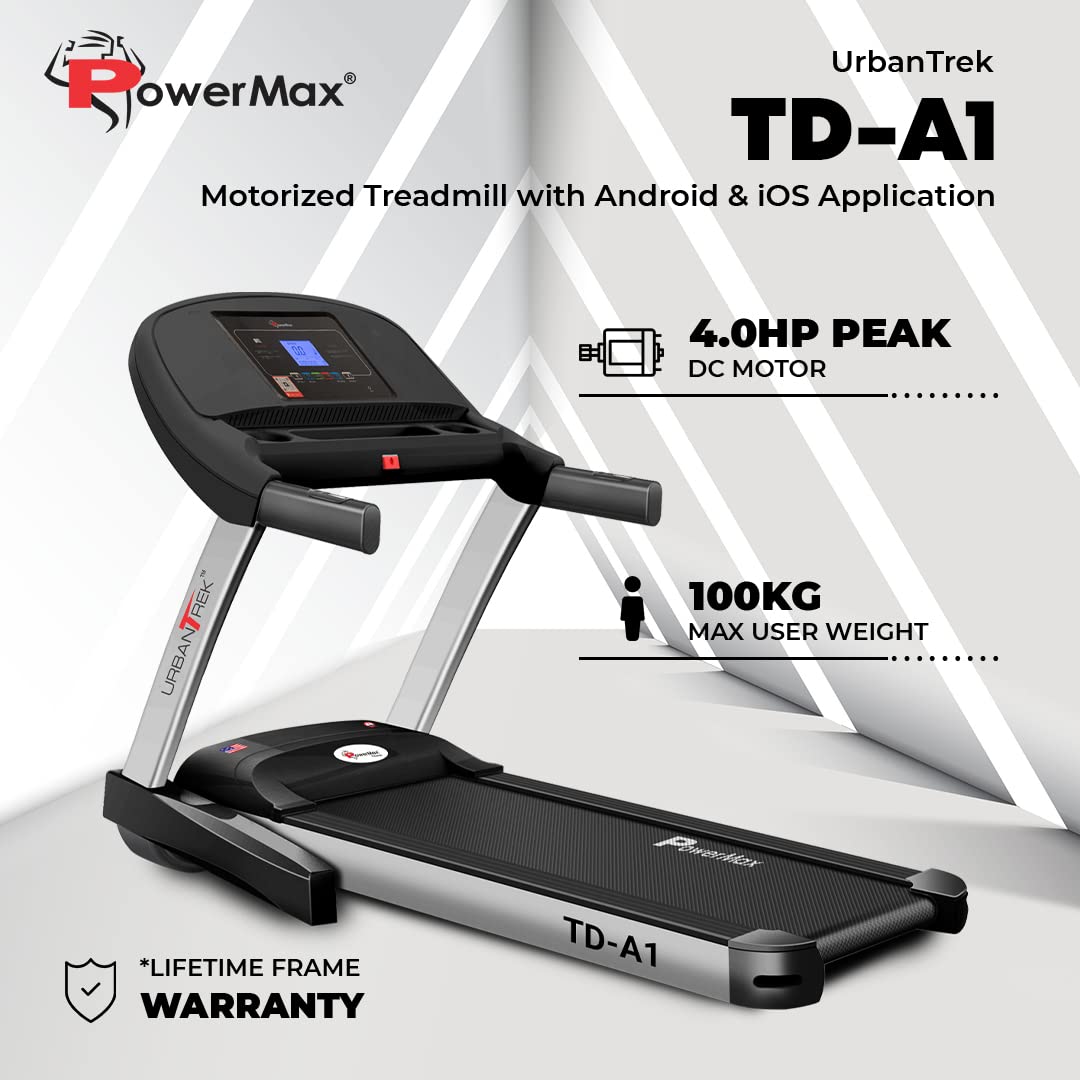 PowerMax®
UrbanTrek
TD-A1
Motorized Treadmill with Android & iOS Application
4.0HP PEAK
DC MOTOR
100KG
MAX USER WEIGHT
URBANTREK™
PowerMax
PowerMax
TD-A1
*LIFETIME FRAME
WARRANTY